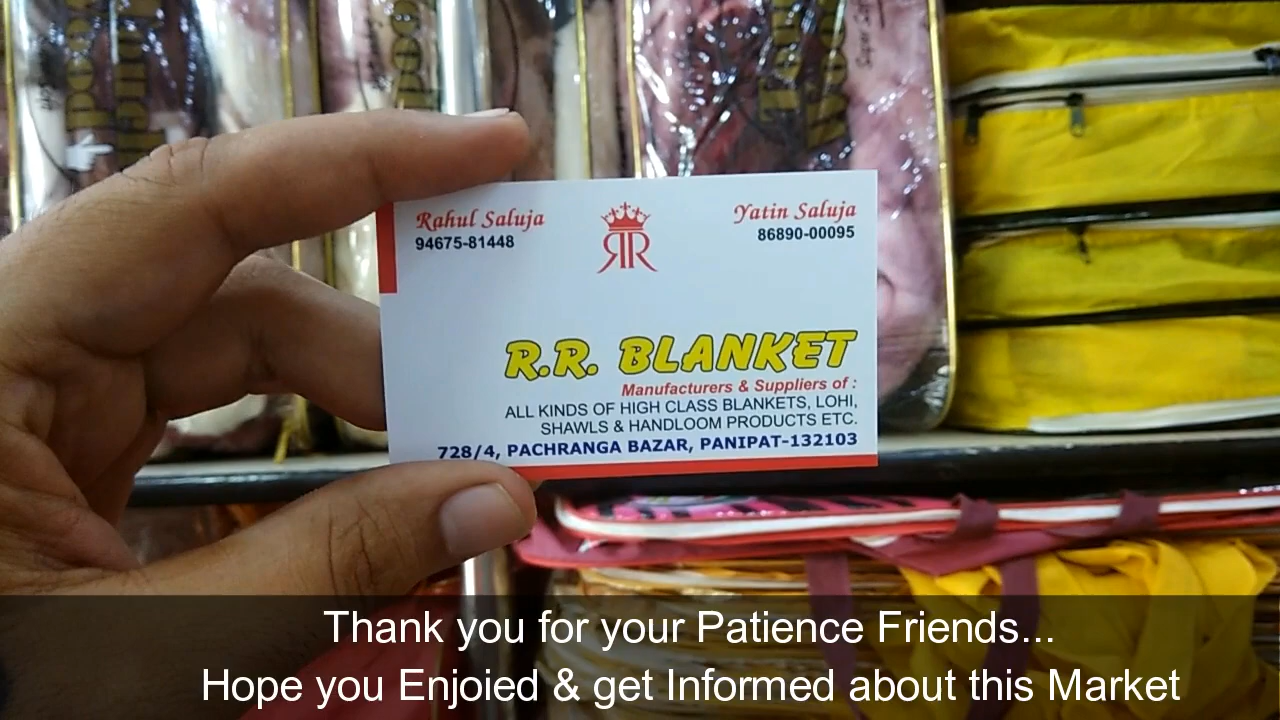 Rahul Saluja
94675-81448
Yatin Saluja
86890-00095
R.R. BLANKET
Manufacturers & Suppliers of :
ALL KINDS OF HIGH CLASS BLANKETS, LOHI,
SHAWLS & HANDLOOM PRODUCTS ETC.
728/4, PACHRANGA BAZAR, PANIPAT-132103
Thank you for your Patience Friends...
Hope you Enjoied & get Informed about this Market